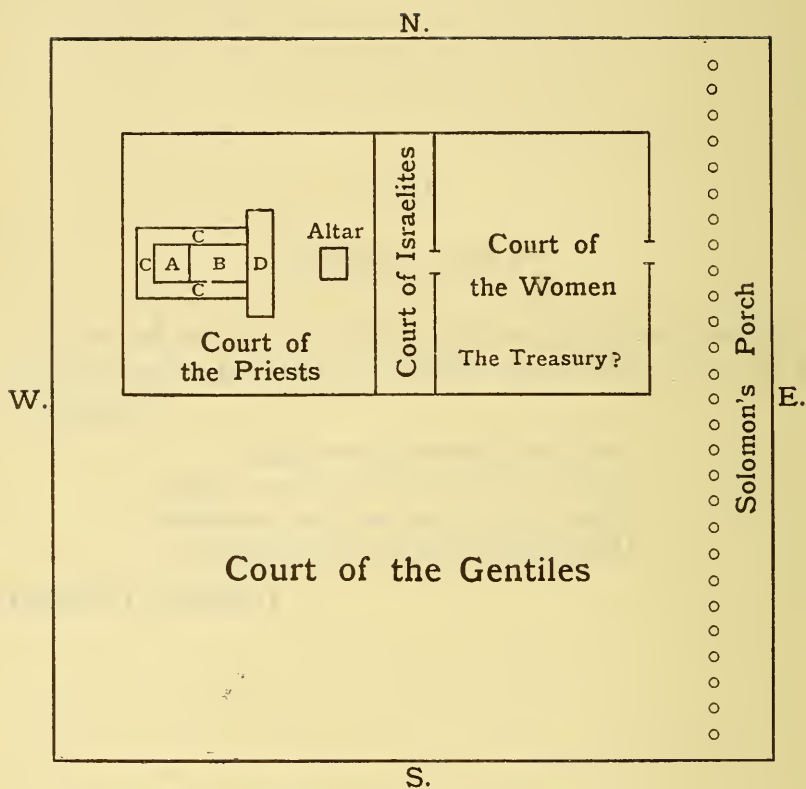 N.
Court of Israelites
Altar
C
C A B D
C
Court of
the Women
Court of
the Priests
The Treasury?
W.
E.
Solomon's Porch
Court of the Gentiles
S.